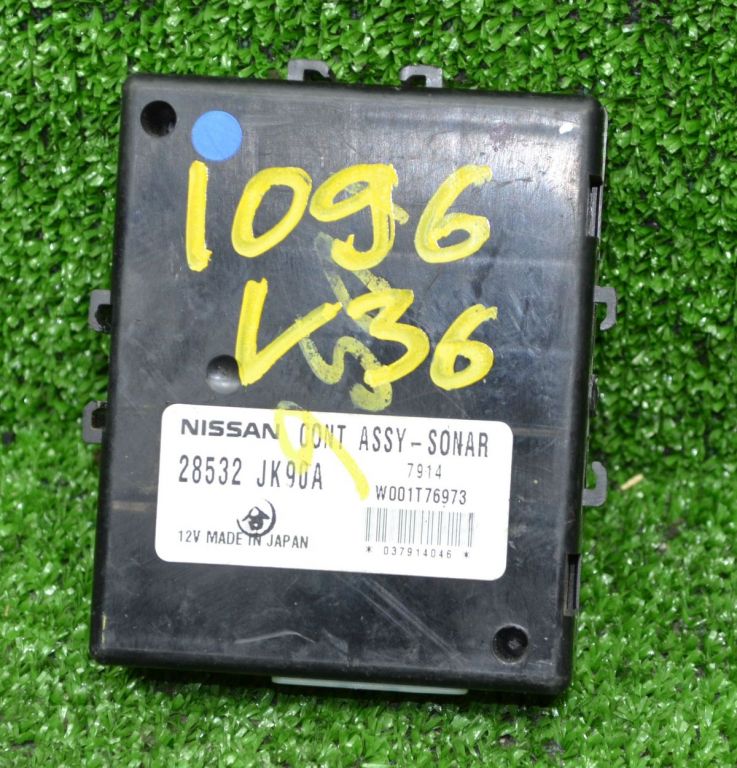 1096
V36
NISSAN CONT ASSY-SONAR
28532 JK90A
7914
W001T76973
12V MADE IN JAPAN
* 037914046 *